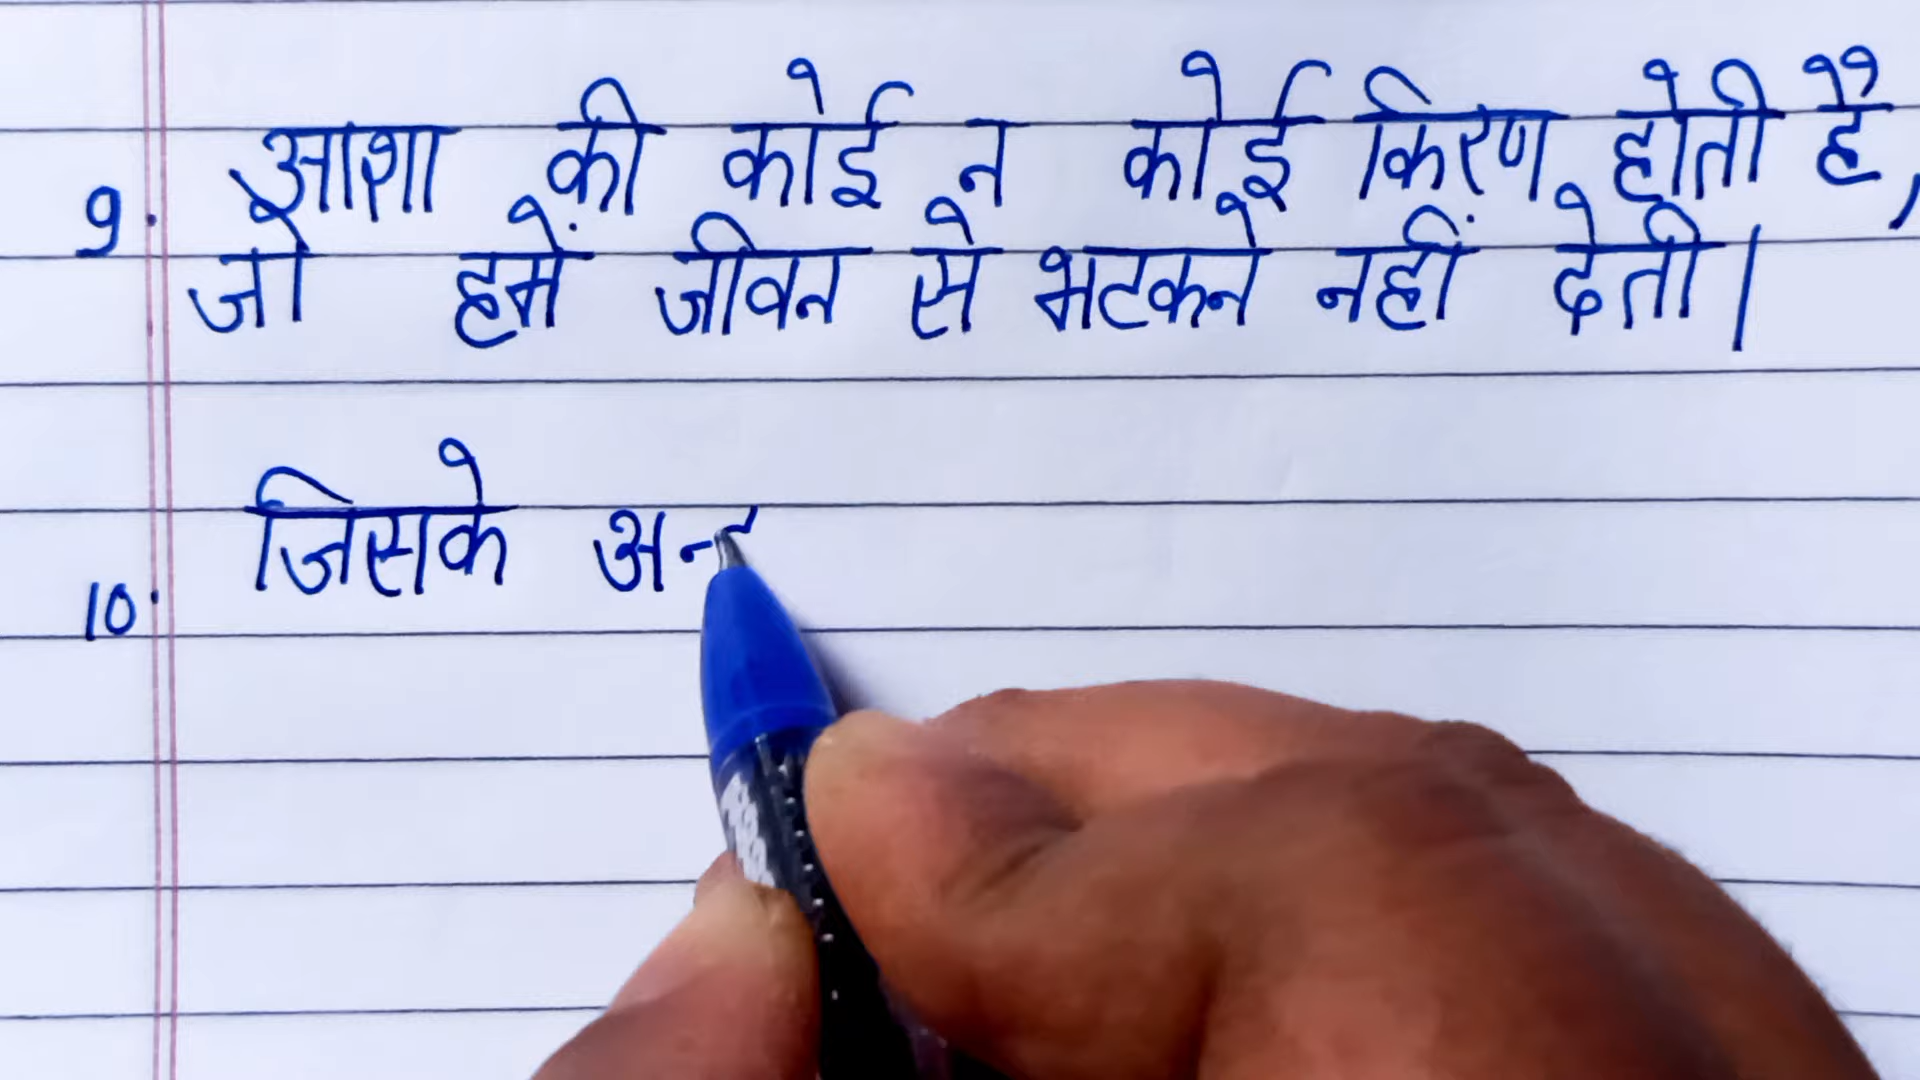 9. आशा की कोई न कोई किरण होती है,
जो हमें जीवन से भटकने नहीं देती।
10. जिसके